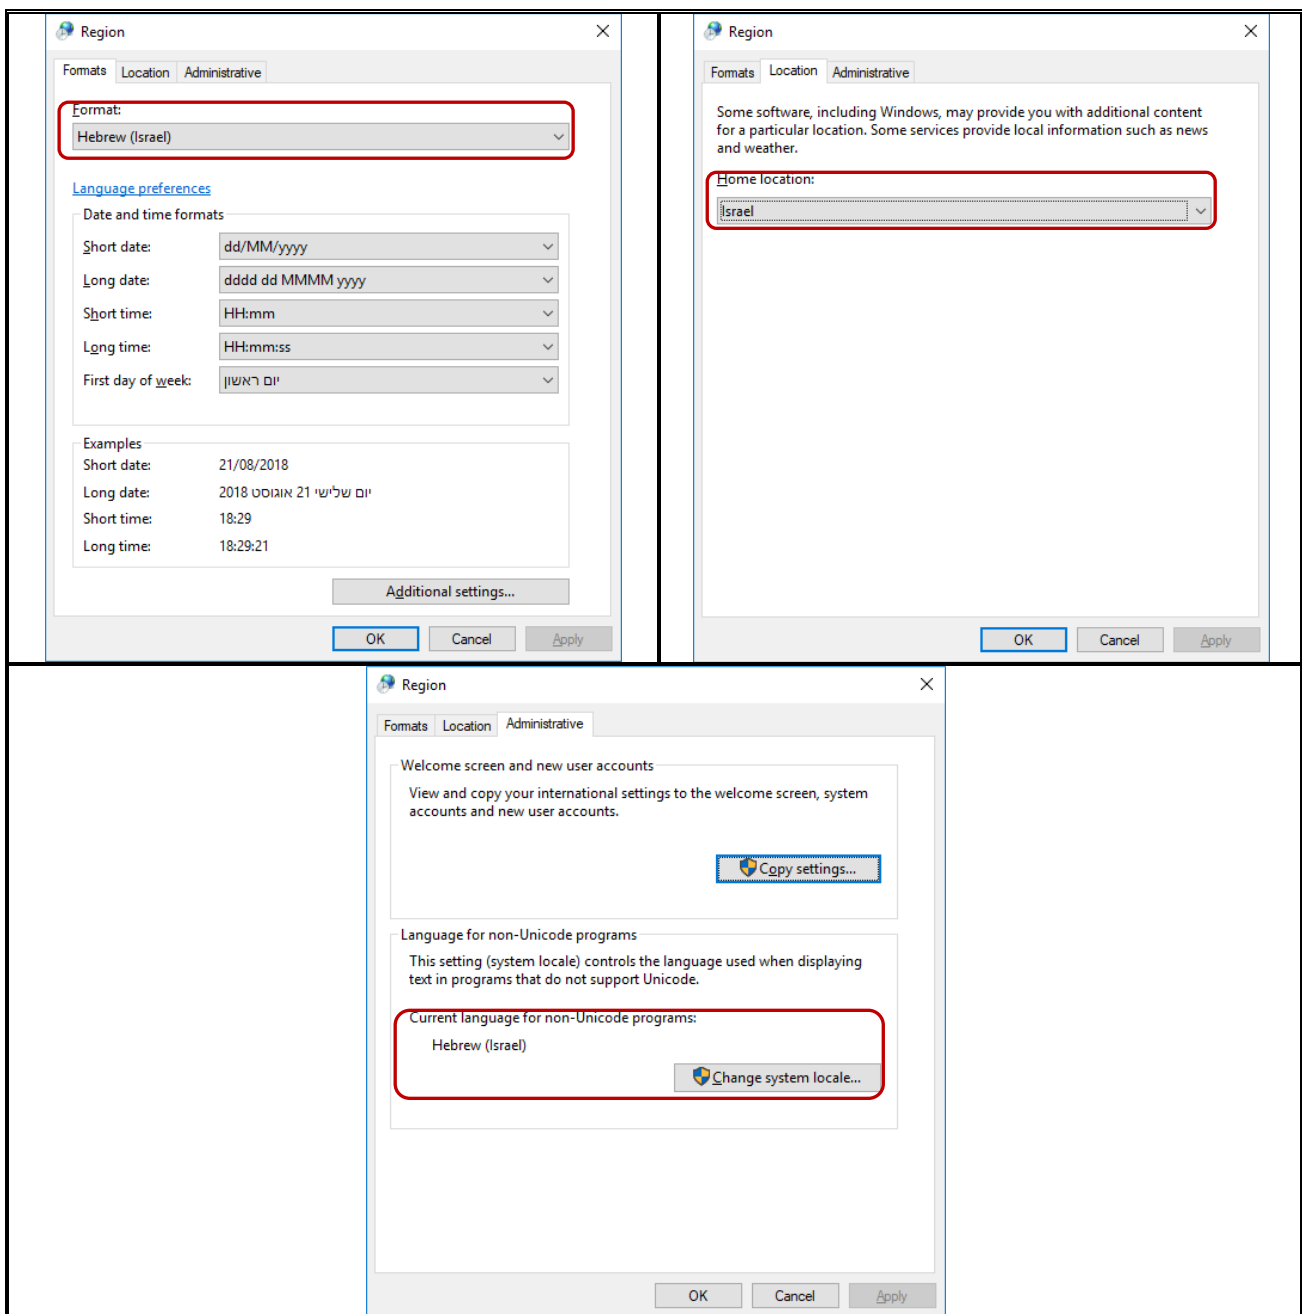 Region
Formats Location Administrative
Format:
Hebrew (Israel)
Language preferences
Date and time formats
Short date: dd/MM/yyyy
Long date: dddd dd MMMM yyyy
Short time: HH:mm
Long time: HH:mm:ss
First day of week: יום ראשון
Examples
Short date: 21/08/2018
Long date: יום שלישי 21 אוגוסט 2018
Short time: 18:29
Long time: 18:29:21
Additional settings...
OK Cancel Apply
Region
Formats Location Administrative
Some software, including Windows, may provide you with additional content
for a particular location. Some services provide local information such as news
and weather.
Home location:
Israel
OK Cancel Apply
Region
Formats Location Administrative
Welcome screen and new user accounts
View and copy your international settings to the welcome screen, system
accounts and new user accounts.
Copy settings...
Language for non-Unicode programs
This setting (system locale) controls the language used when displaying
text in programs that do not support Unicode.
Current language for non-Unicode programs:
Hebrew (Israel)
Change system locale...
OK Cancel Apply